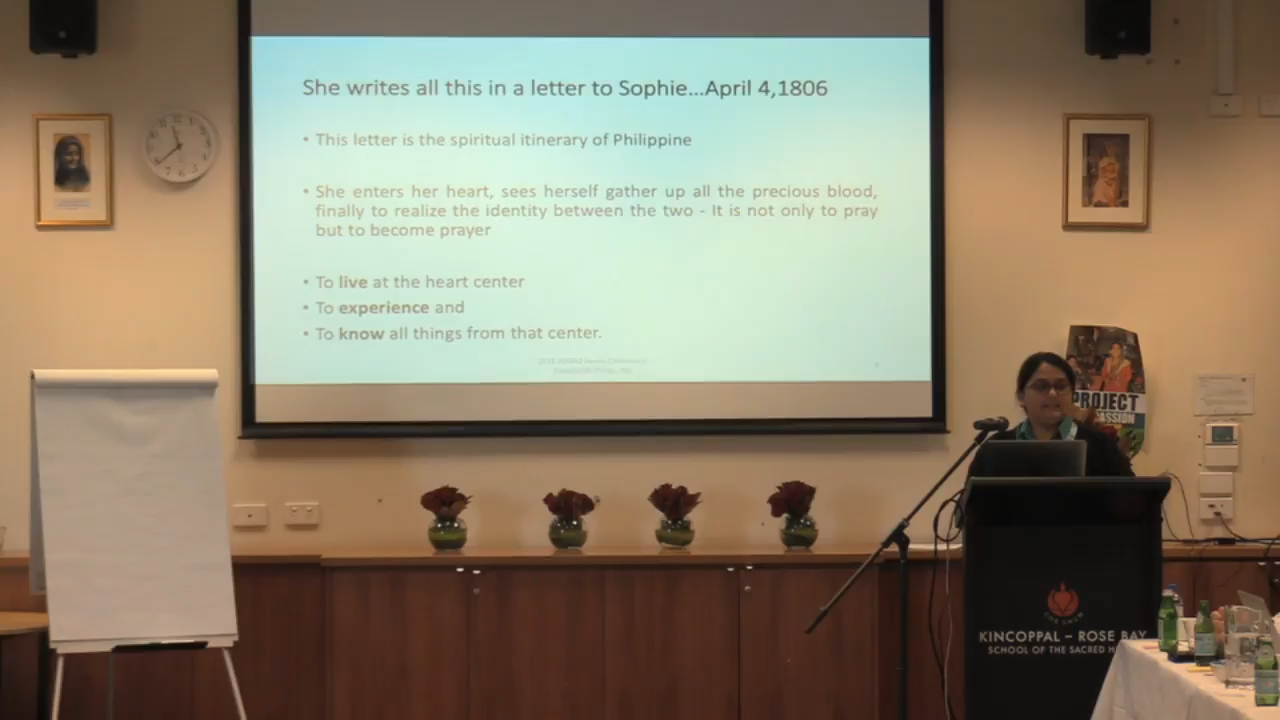 She writes all this in a letter to Sophie...April 4,1806
• This letter is the spiritual itinerary of Philippine
• She enters her heart, sees herself gather up all the precious blood,
finally to realize the identity between the two - It is not only to pray
but to become prayer
• To live at the heart center
• To experience and
• To know all things from that center.
PROJECT
KINCOPPAL – ROSE BAY
SCHOOL OF THE SACRED